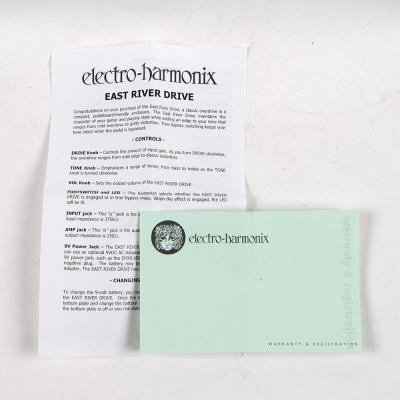 electro-harmonix
EAST RIVER DRIVE
Congratulations on your purchase of the East River Drive, a classic overdrive in a
compact, pedalboard-friendly enclosure. The East River Drive maintains the
character of your guitar and playing style while adding an edge to your tone that
ranges from mild overdrive to gritty distortion. True bypass switching keeps your
tone intact when the pedal is bypassed.
- CONTROLS -
DRIVE Knob – Controls the amount of input gain. As you turn DRIVE clockwise,
the overdrive ranges from mild edge to classic distortion.
TONE Knob – Emphasizes a range of tones, from bass to treble as the TONE
knob is turned clockwise.
VOL Knob – Sets the output volume of the EAST RIVER DRIVE.
FOOTSWITCH and LED – The footswitch selects whether the EAST RIVER
DRIVE is engaged or in true bypass mode. When the effect is engaged, the LED
will be lit.
INPUT jack – This ¼" jack is the
input impedance is
AMP jack – This ¼" jack is the
output impedance is
9V Power Jack – The EAST RIVER
can use an optional 9VDC AC Adapter
9V power jack, such as the
negative plug. The battery may be
Adapter. The EAST RIVER
- CHANGING
To change the 9-volt battery, you mu
bottom of the EAST RIVER DRIVE. Once the
bottom plate and change the battery.
the bottom plate is off or you risk dam
electro-harmonix
warranty & registration
WARRANTY & REGISTRATION